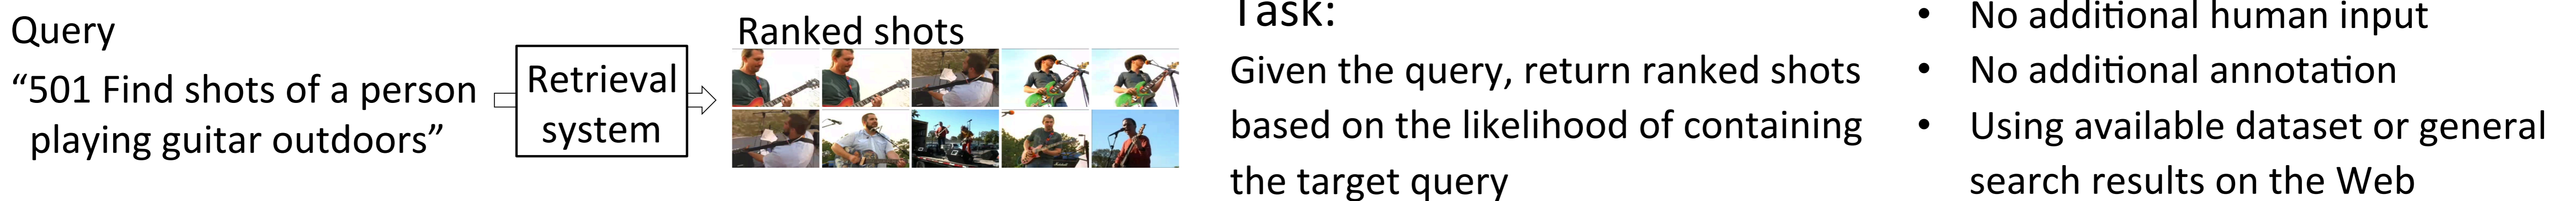 Query
“501 Find shots of a person
playing guitar outdoors”
Retrieval
system
Ranked shots
Task:
Given the query, return ranked shots
based on the likelihood of containing
the target query
• No additional human input
• No additional annotation
• Using available dataset or general
search results on the Web